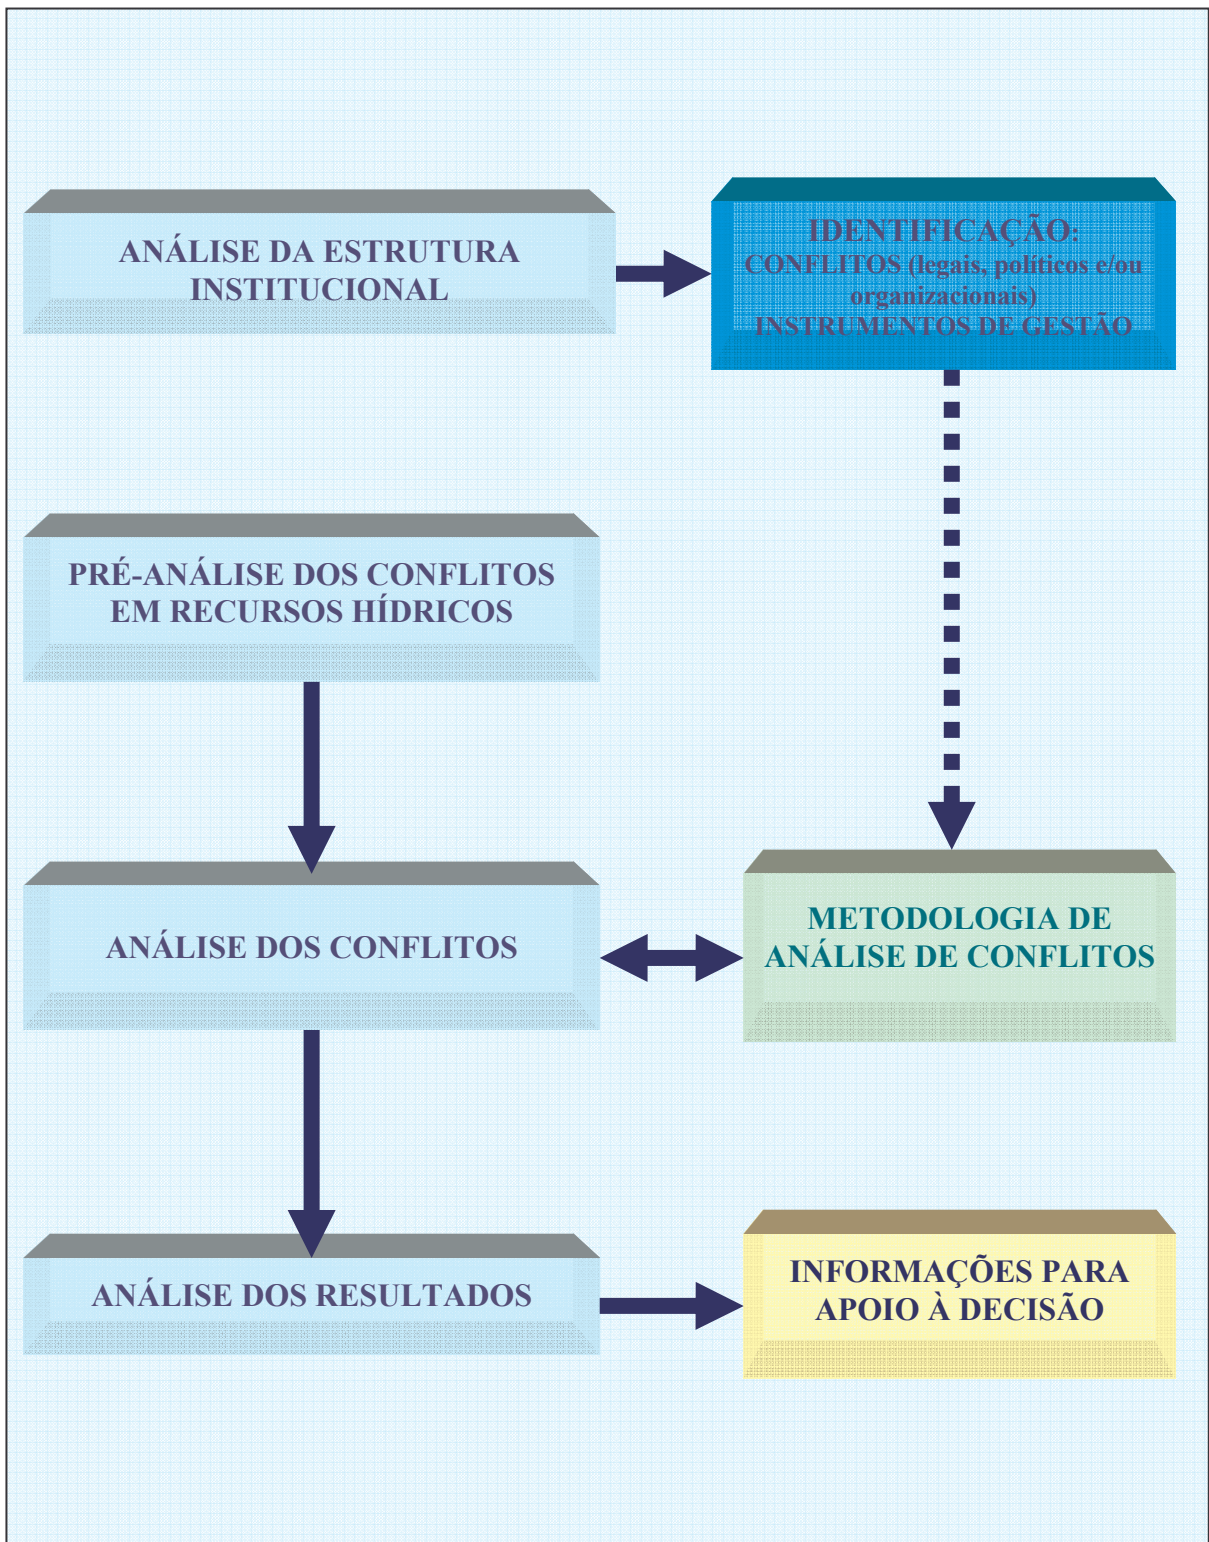 ANÁLISE DA ESTRUTURA
INSTITUCIONAL
IDENTIFICAÇÃO:
CONFLITOS (legais, políticos e/ou
organizacionais)
INSTRUMENTOS DE GESTÃO
PRÉ-ANÁLISE DOS CONFLITOS
EM RECURSOS HÍDRICOS
ANÁLISE DOS CONFLITOS
METODOLOGIA DE
ANÁLISE DE CONFLITOS
ANÁLISE DOS RESULTADOS
INFORMAÇÕES PARA
APOIO À DECISÃO